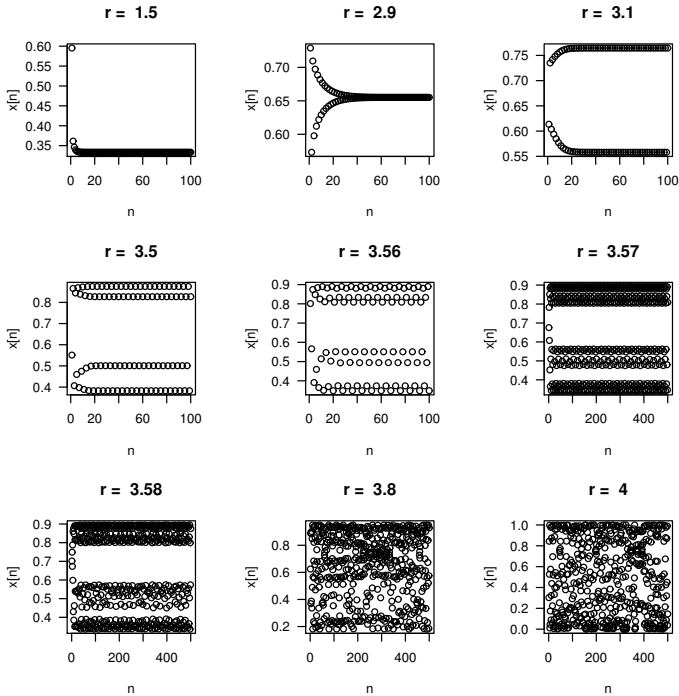 r = 1.5
0.60
0.55
0.50
0.45
0.40
0.35
x[n]
0 20 60 100
n
r = 2.9
0.70
0.65
0.60
x[n]
0 20 60 100
n
r = 3.1
0.75
0.70
0.65
0.60
0.55
x[n]
0 20 60 100
n
r = 3.5
0.8
0.7
0.6
0.5
0.4
x[n]
0 20 60 100
n
r = 3.56
0.9
0.8
0.7
0.6
0.5
0.4
x[n]
0 20 60 100
n
r = 3.57
0.9
0.8
0.7
0.6
0.5
0.4
x[n]
0 200 400
n
r = 3.58
0.9
0.8
0.7
0.6
0.5
0.4
x[n]
0 200 400
n
r = 3.8
0.8
0.6
0.4
0.2
x[n]
0 200 400
n
r = 4
1.0
0.8
0.6
0.4
0.2
0.0
x[n]
0 200 400
n